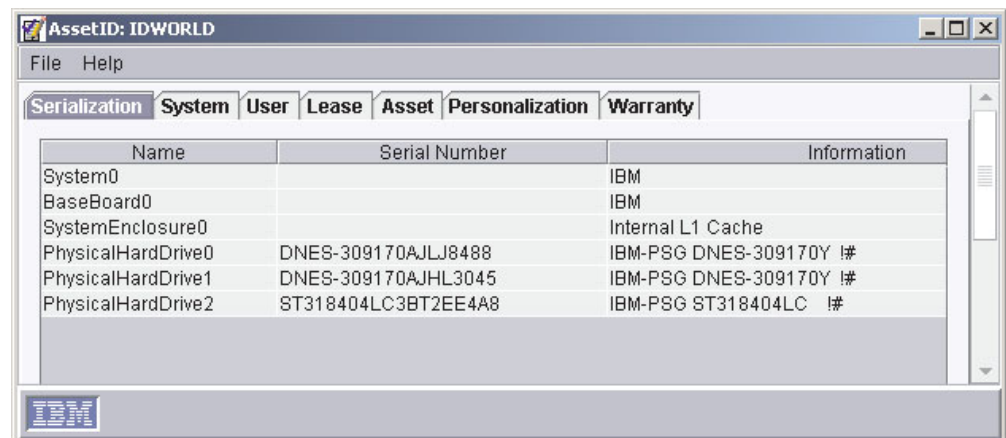 AssetID: IDWORLD
File Help
Serialization System User Lease Asset Personalization Warranty
Name Serial Number Information
System0 IBM
BaseBoard0 IBM
SystemEnclosure0 Internal L1 Cache
PhysicalHardDrive0 DNES-309170AJLJ8488 IBM-PSG DNES-309170Y !#
PhysicalHardDrive1 DNES-309170AJHL3045 IBM-PSG DNES-309170Y !#
PhysicalHardDrive2 ST318404LC3BT2EE4A8 IBM-PSG ST318404LC !#
IBM